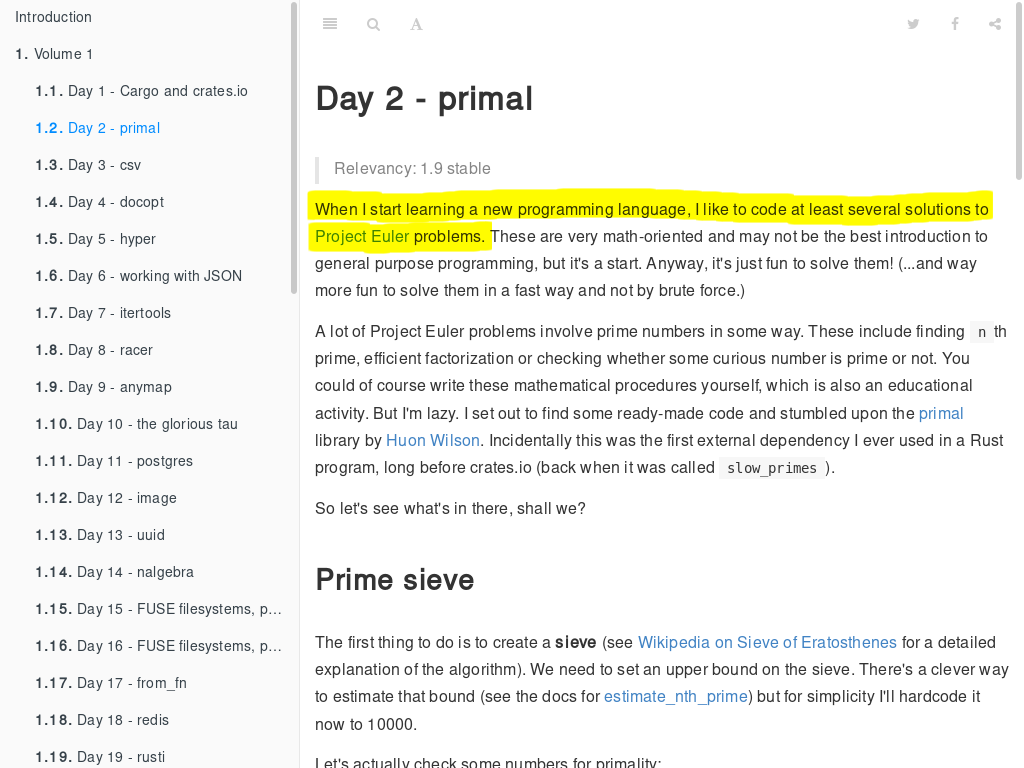 Introduction
1. Volume 1
1.1. Day 1 - Cargo and crates.io
1.2. Day 2 - primal
1.3. Day 3 - csv
1.4. Day 4 - docopt
1.5. Day 5 - hyper
1.6. Day 6 - working with JSON
1.7. Day 7 - itertools
1.8. Day 8 - racer
1.9. Day 9 - anymap
1.10. Day 10 - the glorious tau
1.11. Day 11 - postgres
1.12. Day 12 - image
1.13. Day 13 - uuid
1.14. Day 14 - nalgebra
1.15. Day 15 - FUSE filesystems, p…
1.16. Day 16 - FUSE filesystems, p…
1.17. Day 17 - from_fn
1.18. Day 18 - redis
1.19. Day 19 - rusti
A
Day 2 - primal
Relevancy: 1.9 stable
When I start learning a new programming language, I like to code at least several solutions to
Project Euler problems. These are very math-oriented and may not be the best introduction to
general purpose programming, but it's a start. Anyway, it's just fun to solve them! (...and way
more fun to solve them in a fast way and not by brute force.)
A lot of Project Euler problems involve prime numbers in some way. These include finding n th
prime, efficient factorization or checking whether some curious number is prime or not. You
could of course write these mathematical procedures yourself, which is also an educational
activity. But I'm lazy. I set out to find some ready-made code and stumbled upon the primal
library by Huon Wilson. Incidentally this was the first external dependency I ever used in a Rust
program, long before crates.io (back when it was called slow_primes ).
So let's see what's in there, shall we?
Prime sieve
The first thing to do is to create a sieve (see Wikipedia on Sieve of Eratosthenes for a detailed
explanation of the algorithm). We need to set an upper bound on the sieve. There's a clever way
to estimate that bound (see the docs for estimate_nth_prime) but for simplicity I'll hardcode it
now to 10000.
Let's actually check some numbers for primality: